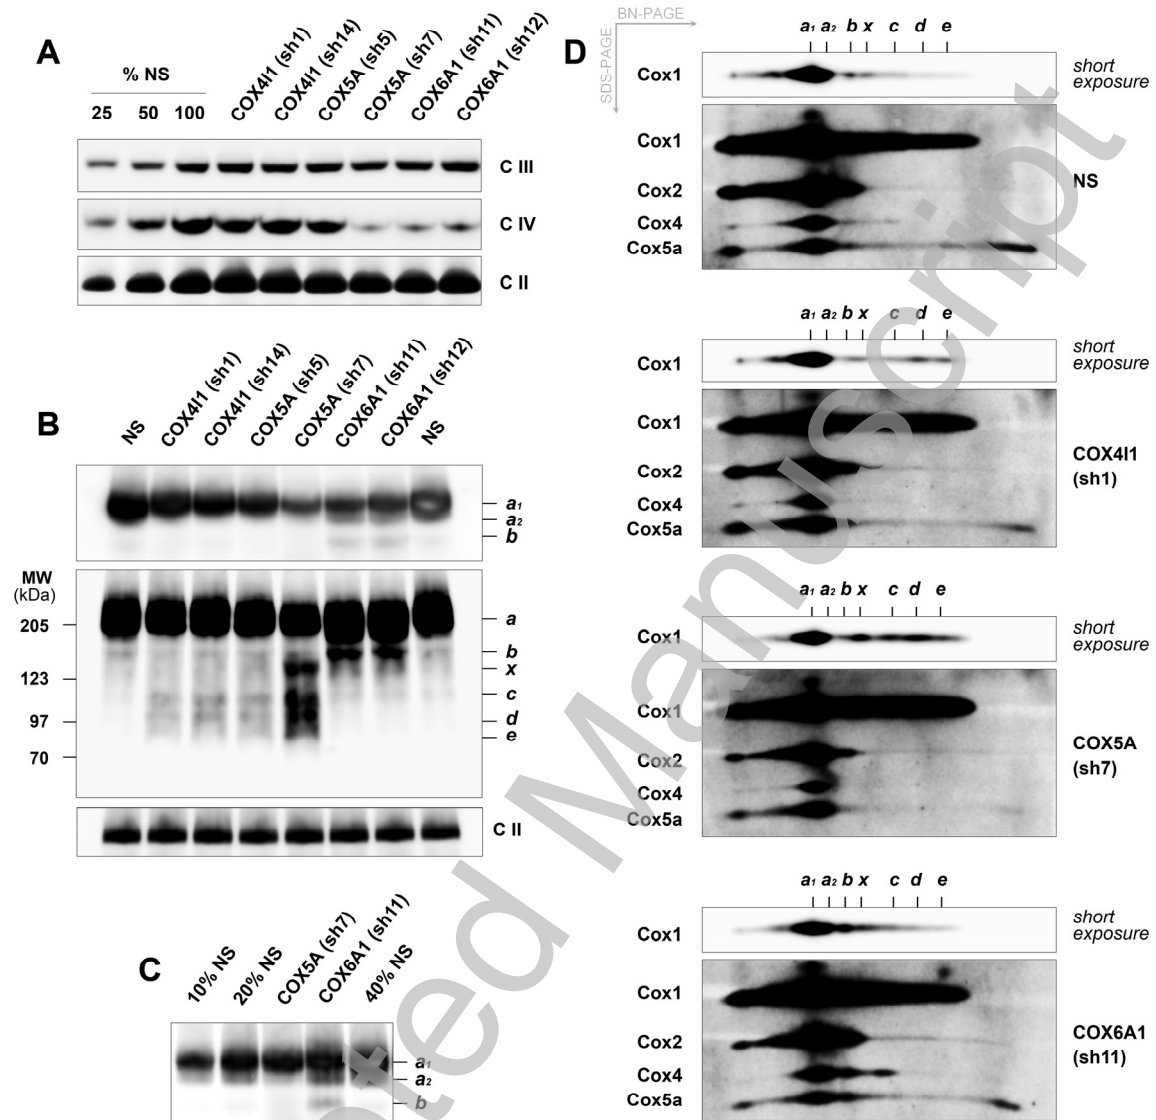 A
% NS
25 50 100
COX4I1 (sh1)
COX4I1 (sh14)
COX5A (sh5)
COX5A (sh7)
COX6A1 (sh11)
COX6A1 (sh12)
C III
C IV
C II
B
NS
COX4I1 (sh1)
COX4I1 (sh14)
COX5A (sh5)
COX5A (sh7)
COX6A1 (sh11)
COX6A1 (sh12)
NS
a1
a2
b
MW
(kDa)
205
123
97
70
a
b
x
c
d
e
C II
C
10% NS
20% NS
COX5A (sh7)
COX6A1 (sh11)
40% NS
a1
a2
b
D
BN-PAGE
SDS-PAGE
a1 a2 b x c d e
Cox1
short
exposure
Cox1
Cox2
Cox4
Cox5a
NS
a1 a2 b x c d e
Cox1
short
exposure
Cox1
Cox2
Cox4
Cox5a
COX4I1
(sh1)
a1 a2 b x c d e
Cox1
short
exposure
Cox1
Cox2
Cox4
Cox5a
COX5A
(sh7)
a1 a2 b x c d e
Cox1
short
exposure
Cox1
Cox2
Cox4
Cox5a
COX6A1
(sh11)
ted Manuscript